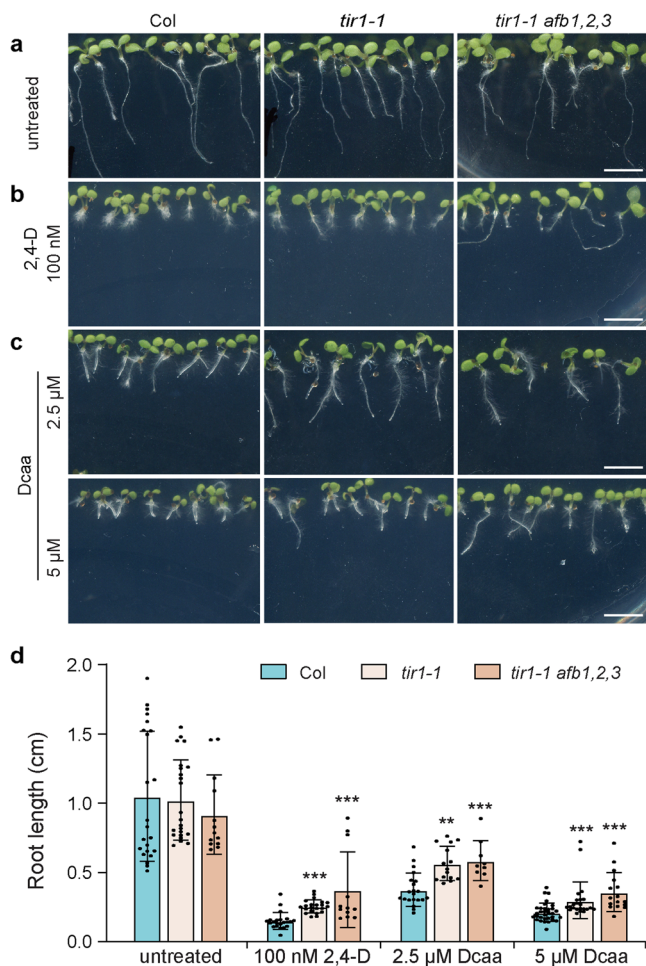 Col tir1-1 tir1-1 afb1,2,3
a
untreated
b
2,4-D
100 nM
c
Dcaa
2.5 µM
5 µM
d
Root length (cm)
2.0
1.5
1.0
0.5
0.0
Col tir1-1 tir1-1 afb1,2,3
*** *** ** *** *** ***
untreated 100 nM 2,4-D 2.5 µM Dcaa 5 µM Dcaa